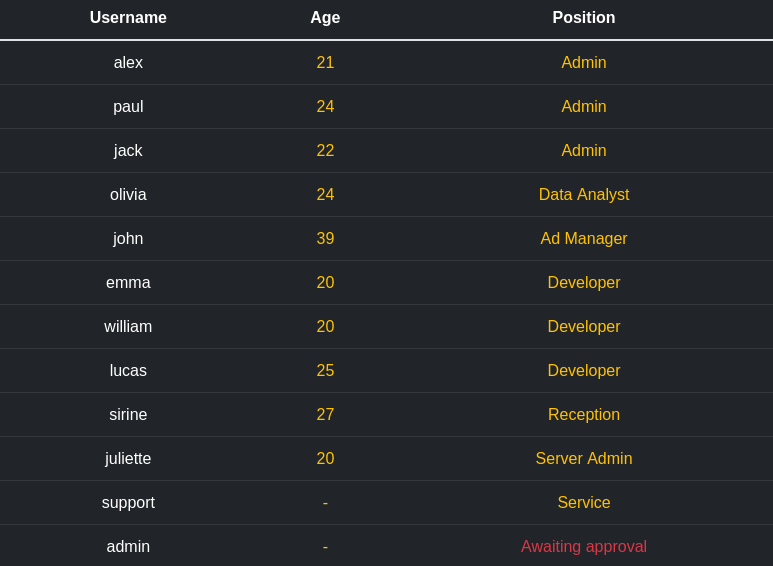 Username Age Position
alex 21 Admin
paul 24 Admin
jack 22 Admin
olivia 24 Data Analyst
john 39 Ad Manager
emma 20 Developer
william 20 Developer
lucas 25 Developer
sirine 27 Reception
juliette 20 Server Admin
support - Service
admin - Awaiting approval